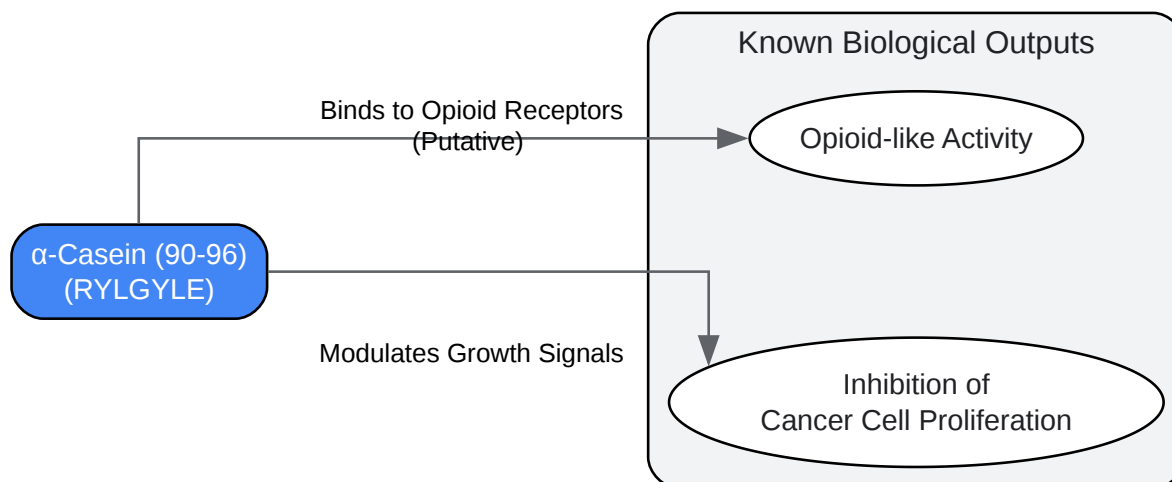 Known Biological Outputs
Binds to Opioid Receptors
(Putative)
Opioid-like Activity
α-Casein (90-96)
(RYLGYLE)
Modulates Growth Signals
Inhibition of
Cancer Cell Proliferation